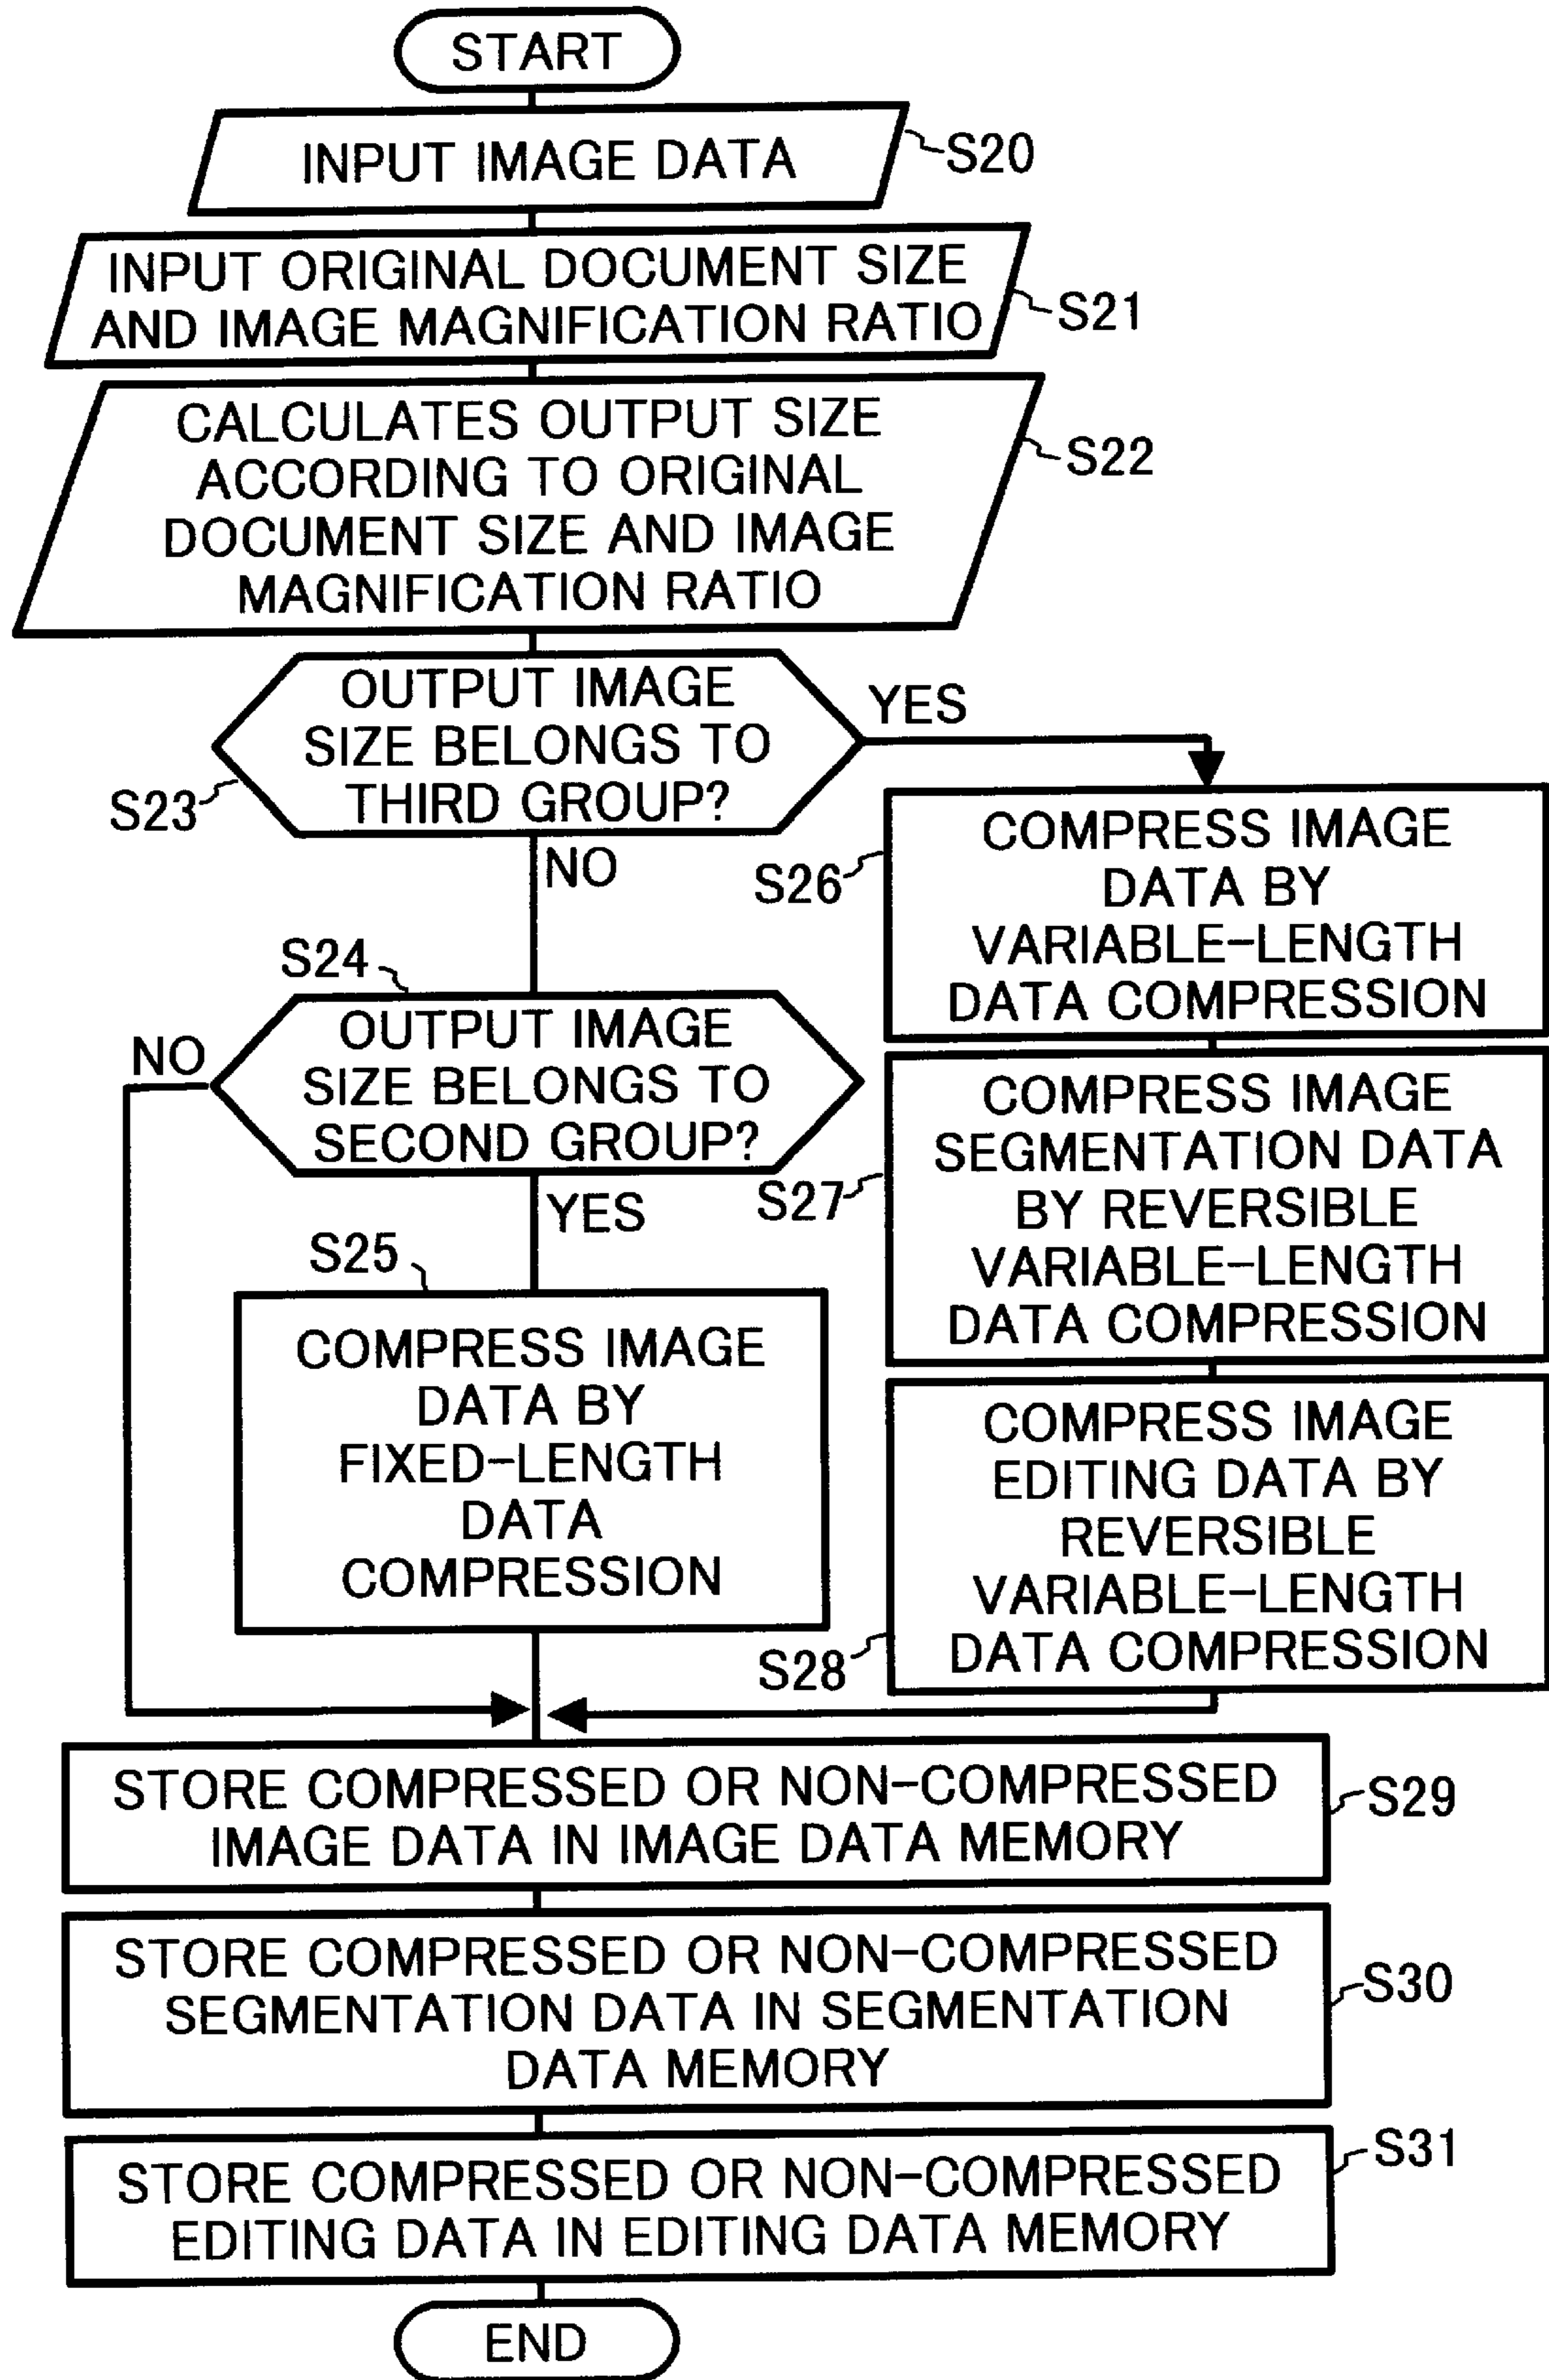 START
INPUT IMAGE DATA
S20
INPUT ORIGINAL DOCUMENT SIZE
AND IMAGE MAGNIFICATION RATIO
S21
CALCULATES OUTPUT SIZE
ACCORDING TO ORIGINAL
DOCUMENT SIZE AND IMAGE
MAGNIFICATION RATIO
S22
OUTPUT IMAGE
SIZE BELONGS TO
THIRD GROUP?
S23
YES
NO
S24
OUTPUT IMAGE
SIZE BELONGS TO
SECOND GROUP?
NO
YES
S25
COMPRESS IMAGE
DATA BY
FIXED-LENGTH
DATA
COMPRESSION
S26
COMPRESS IMAGE
DATA BY
VARIABLE-LENGTH
DATA COMPRESSION
S27
COMPRESS IMAGE
SEGMENTATION DATA
BY REVERSIBLE
VARIABLE-LENGTH
DATA COMPRESSION
S28
COMPRESS IMAGE
EDITING DATA BY
REVERSIBLE
VARIABLE-LENGTH
DATA COMPRESSION
STORE COMPRESSED OR NON-COMPRESSED
IMAGE DATA IN IMAGE DATA MEMORY
S29
STORE COMPRESSED OR NON-COMPRESSED
SEGMENTATION DATA IN SEGMENTATION
DATA MEMORY
S30
STORE COMPRESSED OR NON-COMPRESSED
EDITING DATA IN EDITING DATA MEMORY
S31
END